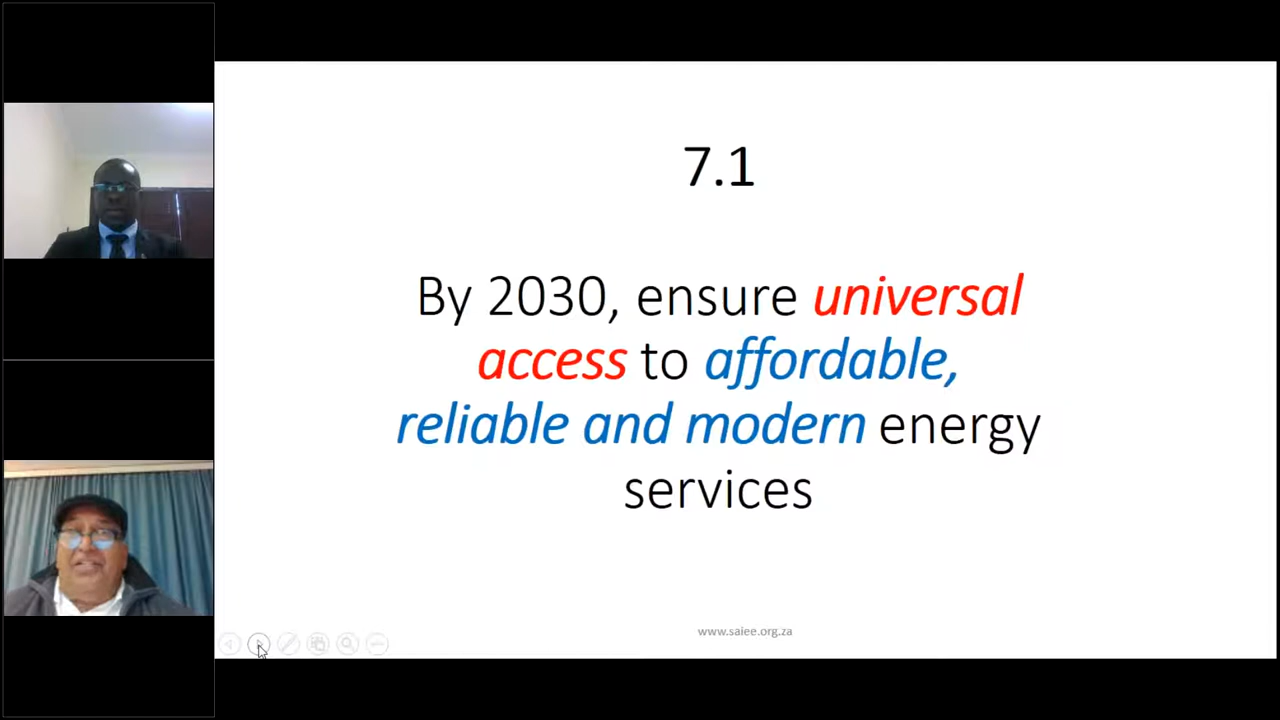 7.1
By 2030, ensure universal
access to affordable,
reliable and modern energy
services
www.saiee.org.za